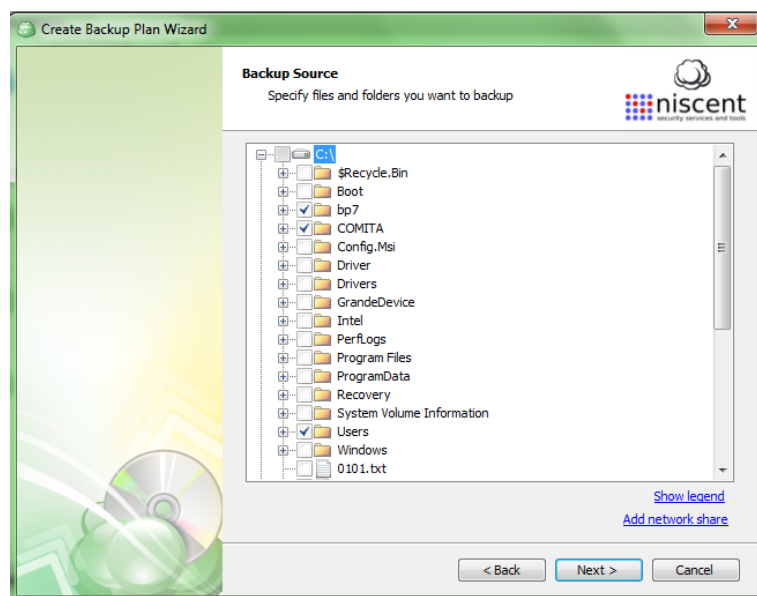 Create Backup Plan Wizard
Backup Source
Specify files and folders you want to backup
niscent
security services and tools
C:\
$Recycle.Bin
Boot
bp7
COMITA
Config.Msi
Driver
Drivers
GrandeDevice
Intel
PerfLogs
Program Files
ProgramData
Recovery
System Volume Information
Users
Windows
0101.txt
Show legend
Add network share
< Back
Next >
Cancel